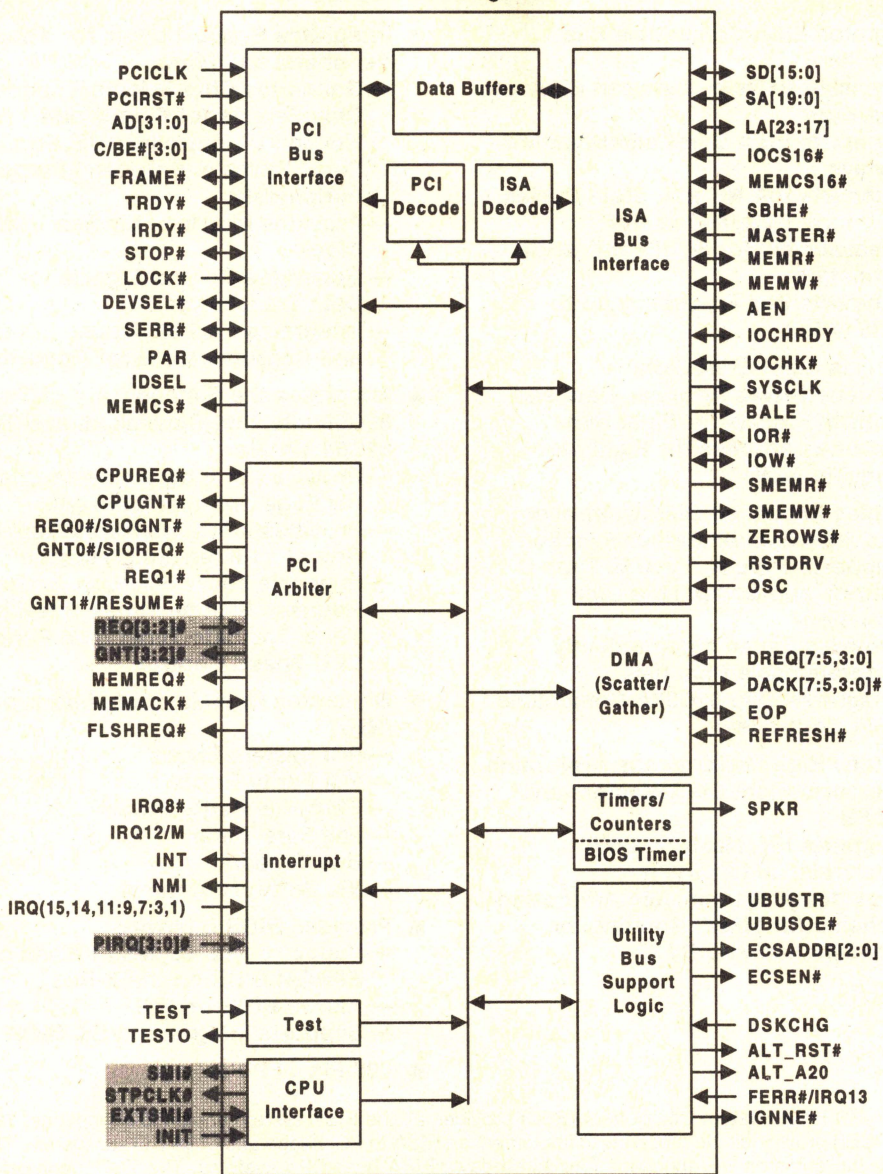 PCICLK
PCIRST#
AD[31:0]
C/BE#[3:0]
FRAME#
TRDY#
IRDY#
STOP#
LOCK#
DEVSEL#
SERR#
PAR
IDSEL
MEMCS#
PCI
Bus
Interface
Data Buffers
PCI
Decode
ISA
Decode
ISA
Bus
Interface
SD[15:0]
SA[19:0]
LA[23:17]
IOCS16#
MEMCS16#
SBHE#
MASTER#
MEMR#
MEMW#
AEN
IOCHRDY
IOCHK#
SYSCLK
BALE
IOR#
IOW#
SMEMR#
SMEMW#
ZEROWS#
RSTDRV
OSC
CPUREQ#
CPUGNT#
REQ0#/SIOGNT#
GNT0#/SIOREQ#
REQ1#
GNT1#/RESUME#
REQ[3:2]#
GNT[3:2]#
MEMREQ#
MEMACK#
FLSHREQ#
PCI
Arbiter
DMA
(Scatter/
Gather)
DREQ[7:5,3:0]
DACK[7:5,3:0]#
EOP
REFRESH#
IRQ8#
IRQ12/M
INT
NMI
IRQ(15,14,11:9,7:3,1)
PIRQ[3:0]#
Interrupt
Timers/
Counters
BIOS Timer
SPKR
Utility
Bus
Support
Logic
UBUSTR
UBUSOE#
ECSADDR[2:0]
ECSEN#
DSKCHG
ALT_RST#
ALT_A20
FERR#/IRQ13
IGNNE#
TEST
TESTO
Test
SMI#
STPCLK#
EXTSMI#
INIT
CPU
Interface